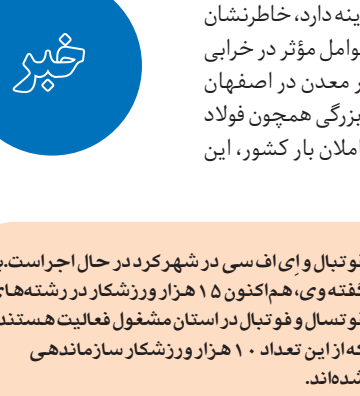 خبر
ینه دارد، خاطرنشان
وامل مؤثر در خرابی
ر معدن در اصفهان
بزرگی همچون فولاد
املان بار کشور، این
فوتبال و اِی اف سی در شهرکرد در حال اجراست.به
گفته وی، هم‌اکنون ۱۵ هزار ورزشکار در رشته‌های
فوتسال و فوتبال در استان مشغول فعالیت هستند
که از این تعداد ۱۰ هزار ورزشکار سازماندهی
شده‌اند.